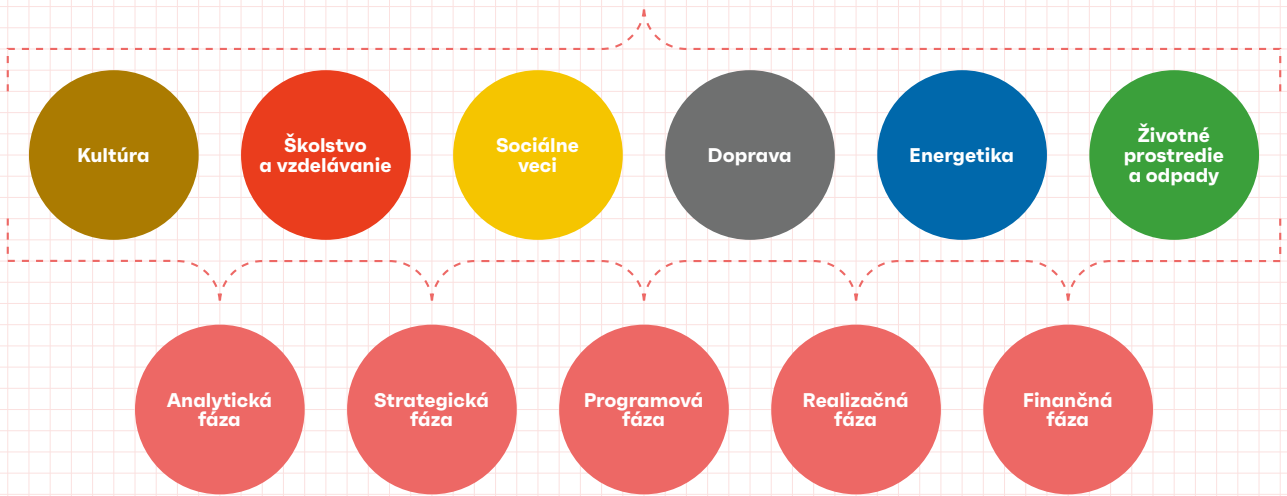 Kultúra
Školstvo
a vzdelávanie
Sociálne
veci
Doprava
Energetika
Životné
prostredie
a odpady
Analytická
fáza
Strategická
fáza
Programová
fáza
Realizačná
fáza
Finančná
fáza